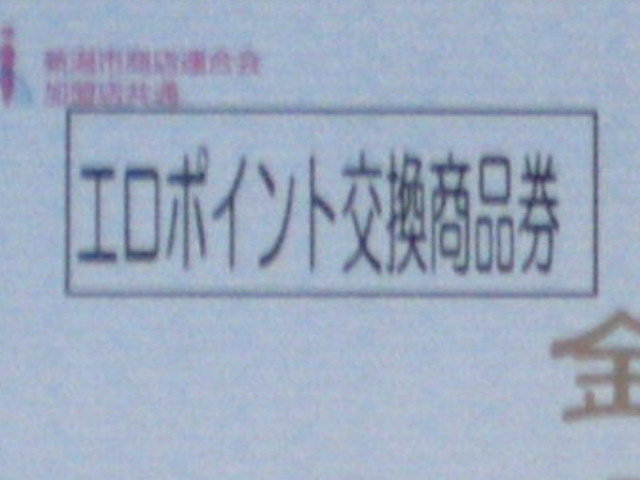 新潟市商店連合会
加盟店共通
エロポイント交換商品券
金